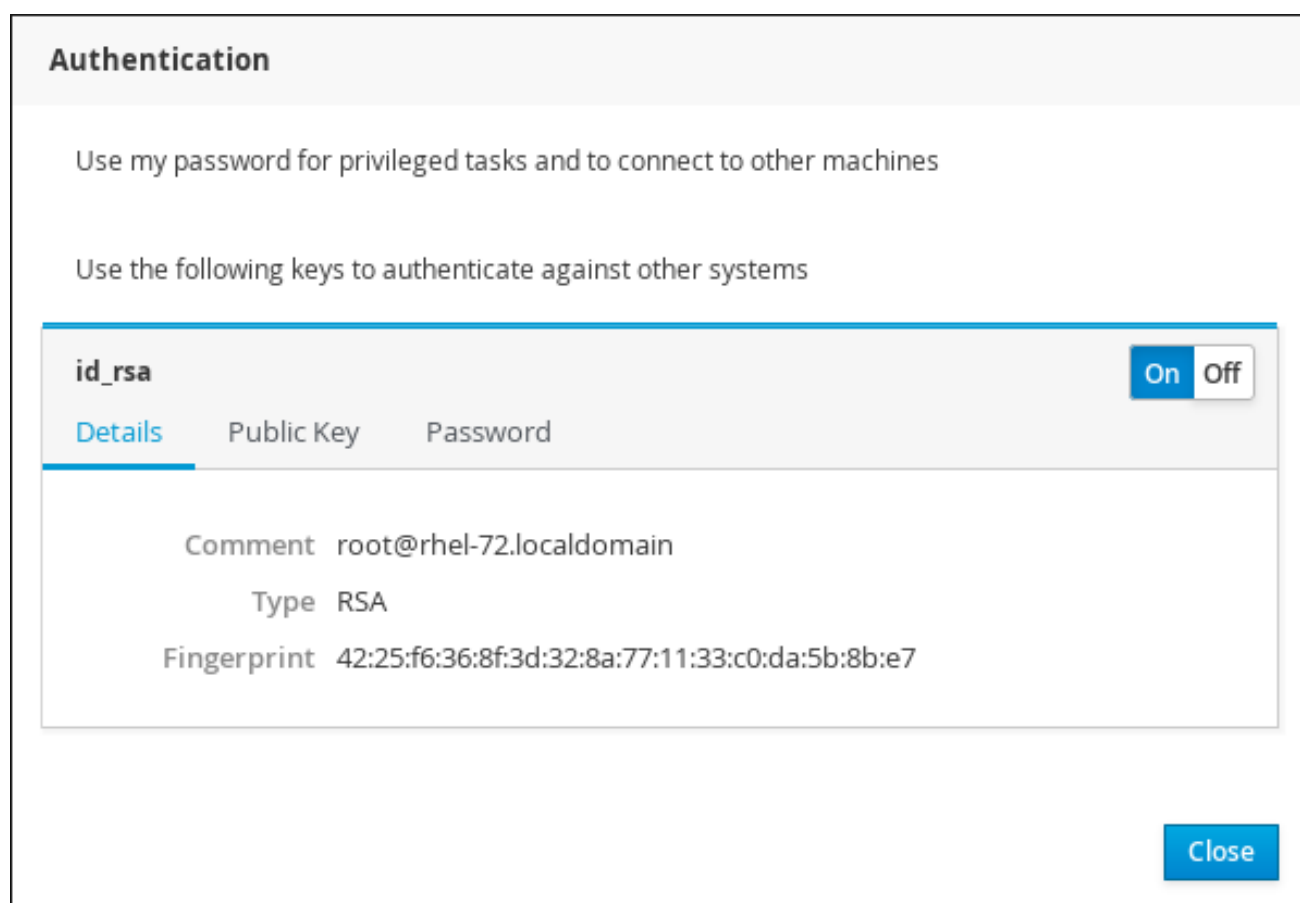 Authentication
Use my password for privileged tasks and to connect to other machines
Use the following keys to authenticate against other systems
id_rsa
On Off
Details Public Key Password
Comment root@rhel-72.localdomain
Type RSA
Fingerprint 42:25:f6:36:8f:3d:32:8a:77:11:33:c0:da:5b:8b:e7
Close